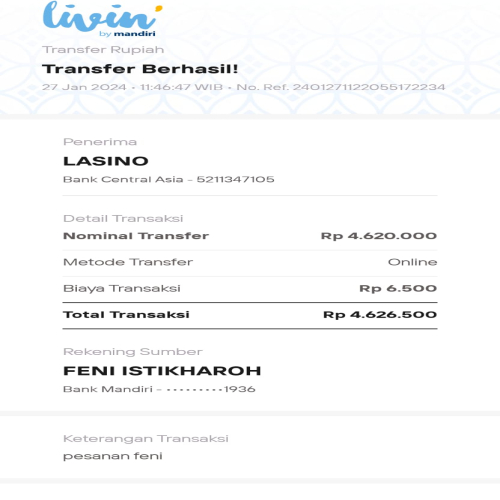 livin'
by mandiri
Transfer Rupiah
Transfer Berhasil!
27 Jan 2024 • 11:46:47 WIB • No. Ref. 2401271122055172234
Penerima
LASINO
Bank Central Asia - 5211347105
Detail Transaksi
Nominal Transfer Rp 4.620.000
Metode Transfer Online
Biaya Transaksi Rp 6.500
Total Transaksi Rp 4.626.500
Rekening Sumber
FENI ISTIKHAROH
Bank Mandiri - •••••••••1936
Keterangan Transaksi
pesanan feni